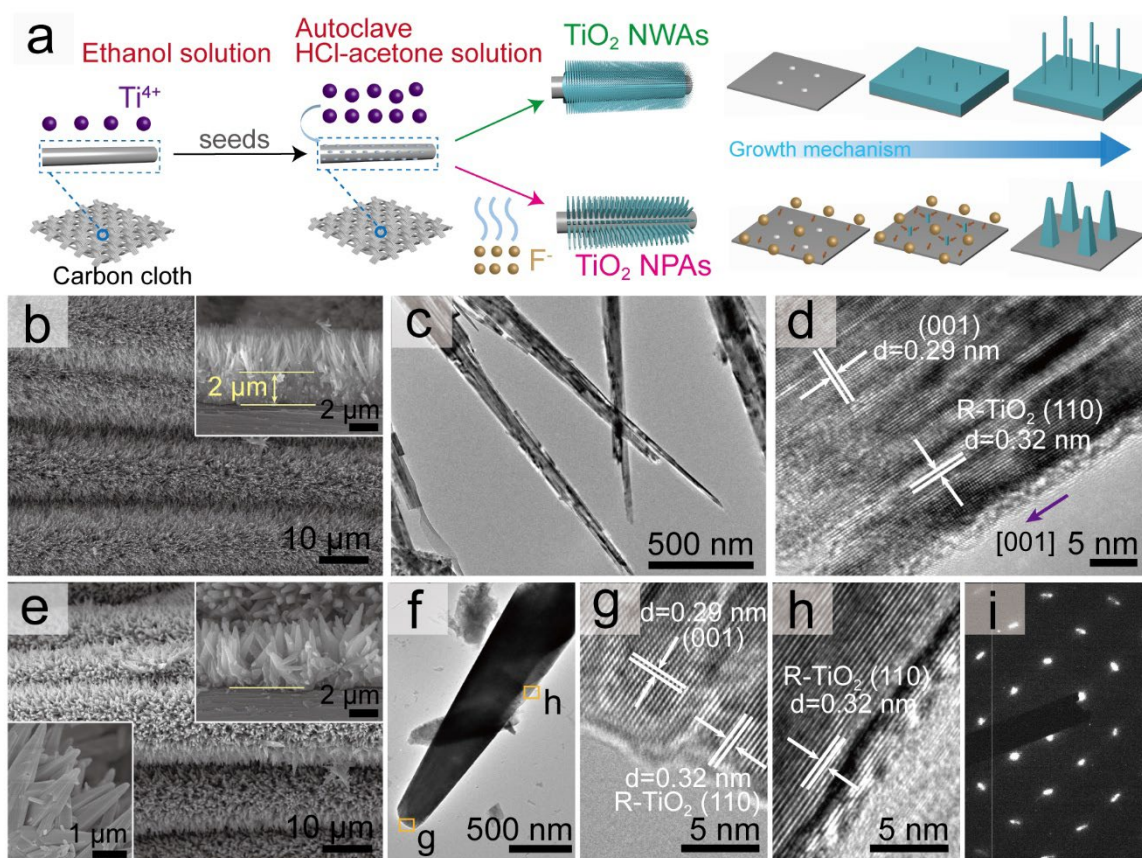 a
Ethanol solution
Ti⁴⁺
seeds
Carbon cloth
Autoclave
HCl-acetone solution
TiO₂ NWAs
F⁻
TiO₂ NPAs
Growth mechanism
b
2 μm
2 μm
10 μm
c
500 nm
d
(001)
d=0.29 nm
R-TiO₂ (110)
d=0.32 nm
[001]
5 nm
e
2 μm
1 μm
10 μm
f
h
g
500 nm
g
d=0.29 nm
(001)
d=0.32 nm
R-TiO₂ (110)
5 nm
h
R-TiO₂ (110)
d=0.32 nm
5 nm
i